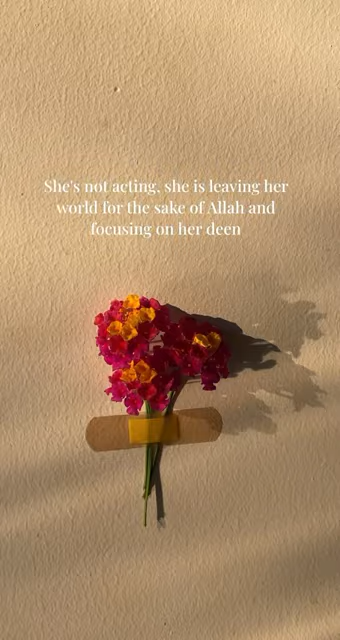 She's not acting, she is leaving her
world for the sake of Allah and
focusing on her deen